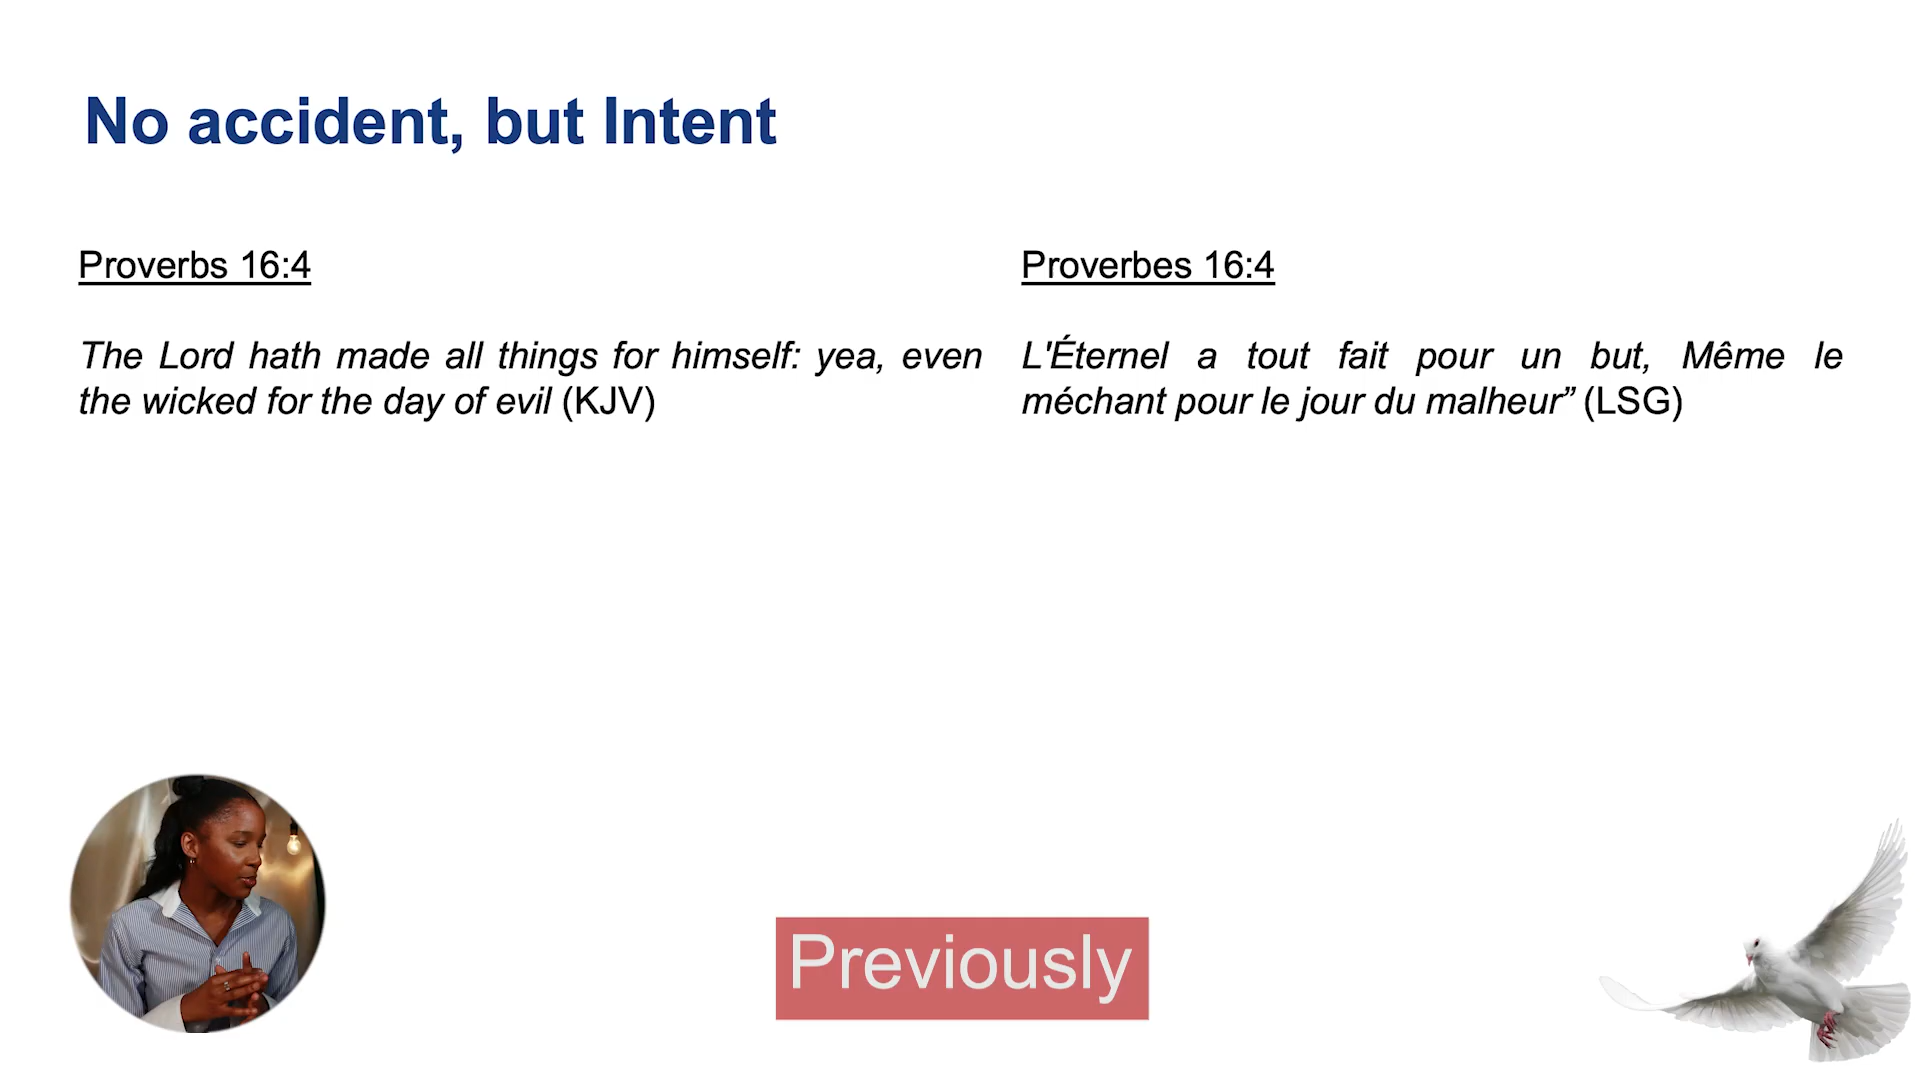 No accident, but Intent
Proverbs 16:4
The Lord hath made all things for himself: yea, even
the wicked for the day of evil (KJV)
Proverbes 16:4
L'Éternel a tout fait pour un but, Même le
méchant pour le jour du malheur” (LSG)
Previously